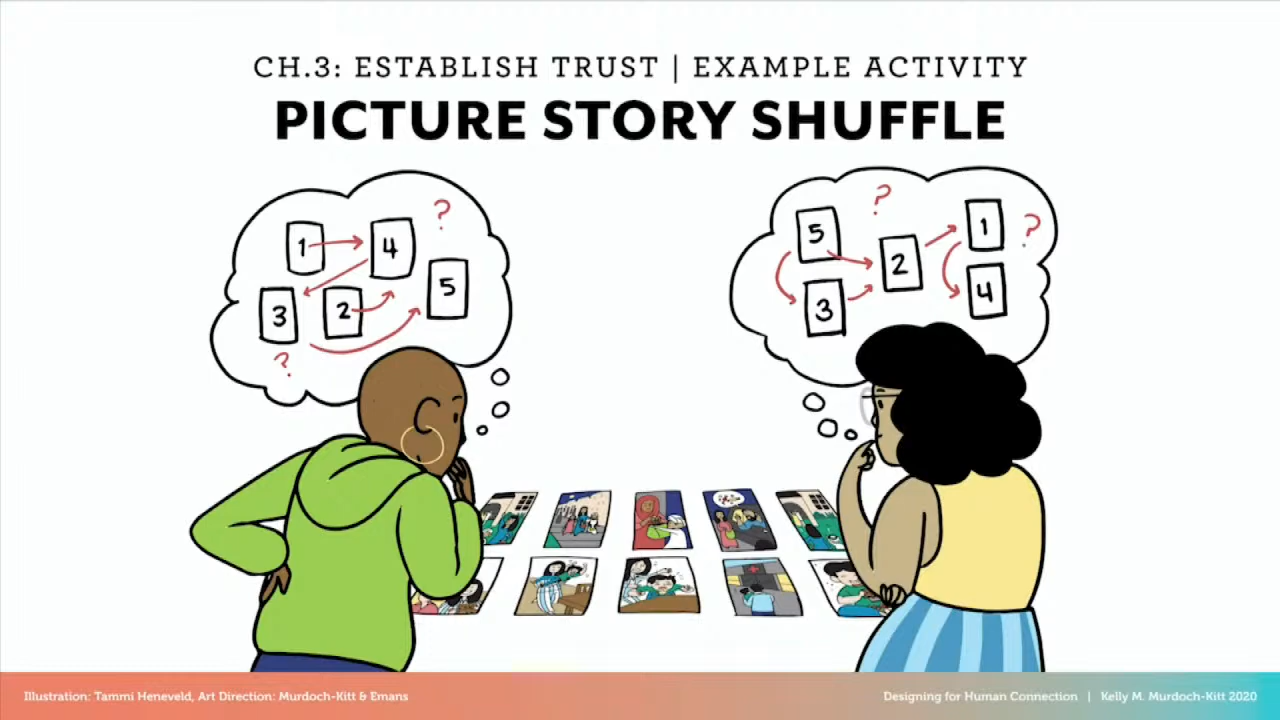 CH.3: ESTABLISH TRUST | EXAMPLE ACTIVITY
PICTURE STORY SHUFFLE
1 4 ?
3 2 5
?
5 ? 1 ?
2
3 4
Illustration: Tammi Heneveld, Art Direction: Murdoch-Kitt & Emans
Designing for Human Connection | Kelly M. Murdoch-Kitt 2020